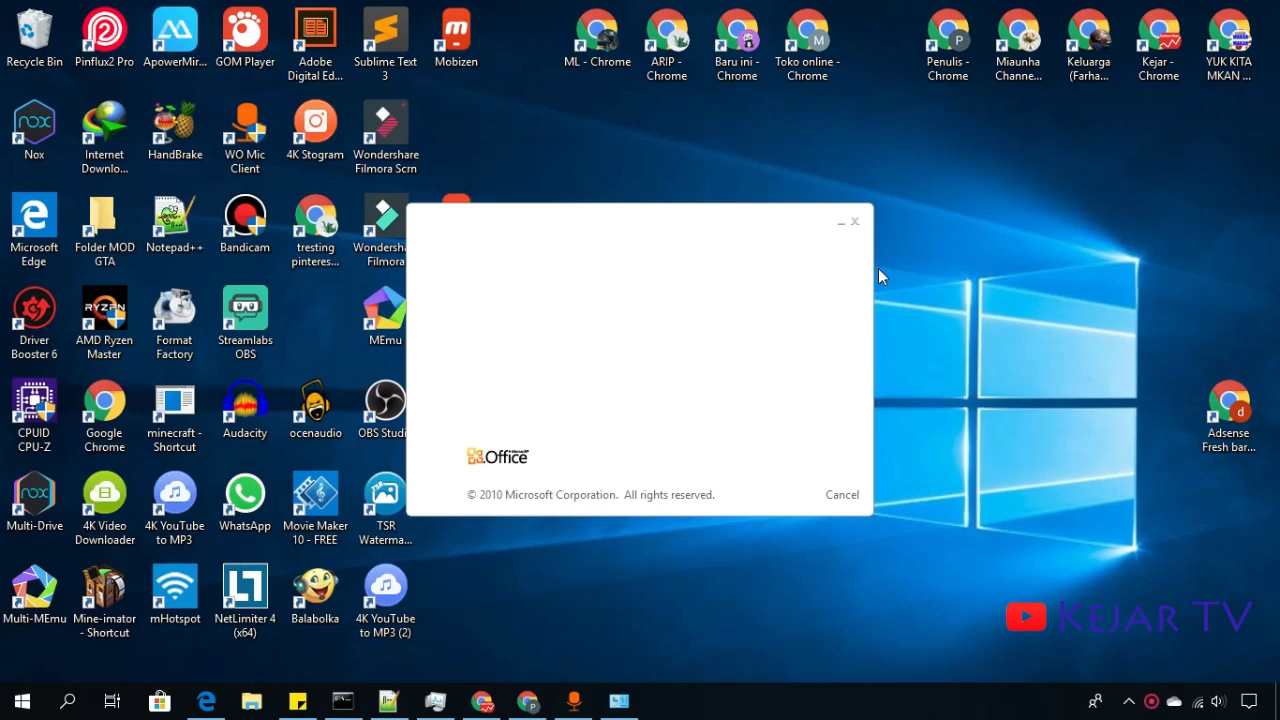 Recycle Bin
Pinflux2 Pro
ApowerMir...
GOM Player
Adobe
Digital Ed...
Sublime Text
3
Mobizen
ML - Chrome
ARIP -
Chrome
Baru ini -
Chrome
M
Toko online -
Chrome
P
Penulis -
Chrome
Miaunha
Channe...
Keluarga
(Farha...
Kejar -
Chrome
YUK KITA
MKAN ...
nox
Nox
Internet
Downlo...
HandBrake
WO Mic
Client
4K Stogram
Wondershare
Filmora Scrn
Microsoft
Edge
Folder MOD
GTA
Notepad++
Bandicam
tresting
pinteres...
Wondersha
Filmora
Driver
Booster 6
RYZEN
AMD Ryzen
Master
Format
Factory
Streamlabs
OBS
MEmu
CPUID
CPU-Z
Google
Chrome
minecraft -
Shortcut
Audacity
ocenaudio
OBS Studi
d
Adsense
Fresh bar...
Microsoft
Office
© 2010 Microsoft Corporation. All rights reserved.
Cancel
nox
Multi-Drive
4K Video
Downloader
4K YouTube
to MP3
WhatsApp
Movie Maker
10 - FREE
TSR
Waterma...
Multi-MEmu
Mine-imator
- Shortcut
mHotspot
NetLimiter 4
(x64)
Balabolka
4K YouTube
to MP3 (2)
Kejar TV